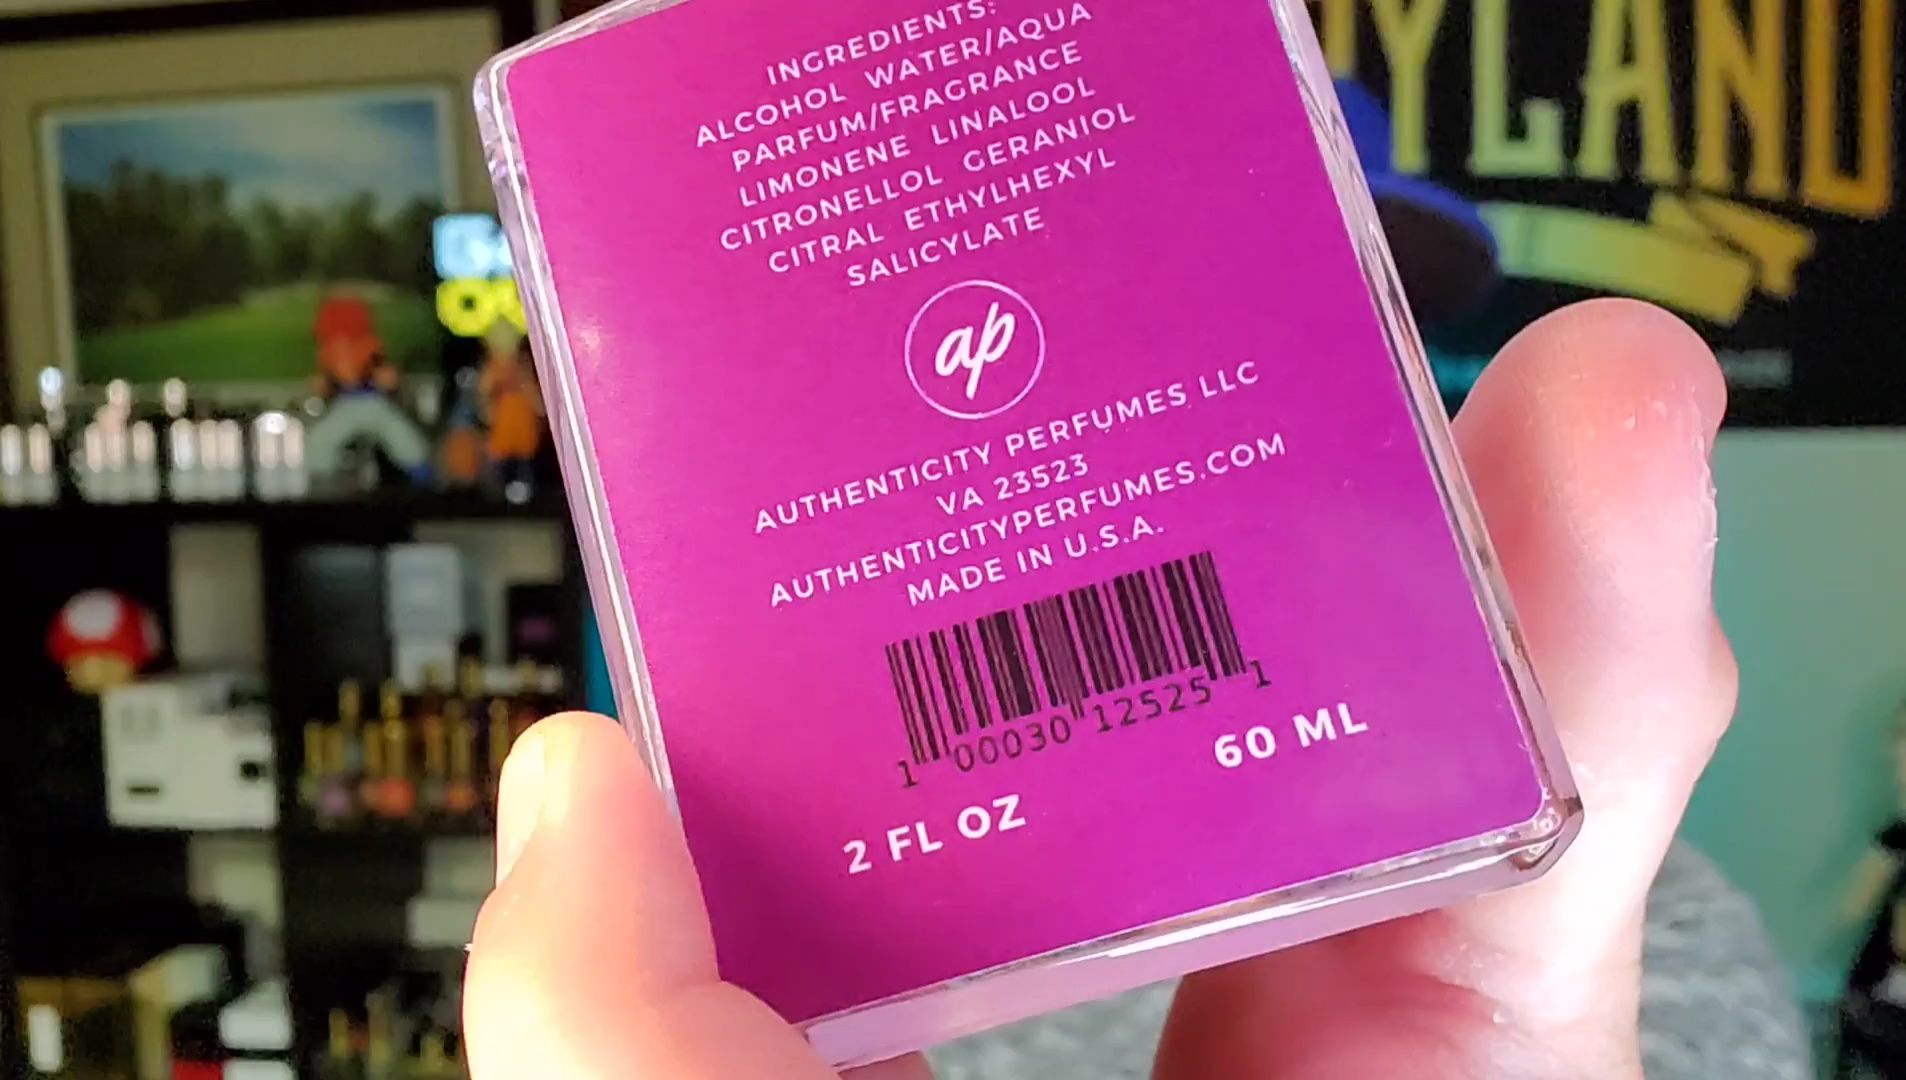 INGREDIENTS:
ALCOHOL WATER/AQUA
PARFUM/FRAGRANCE
LIMONENE LINALOOL
CITRONELLOL GERANIOL
CITRAL ETHYLHEXYL
SALICYLATE
ap
AUTHENTICITY PERFUMES LLC
VA 23523
AUTHENTICITYPERFUMES.COM
MADE IN U.S.A.
1 00030 12525 1
2 FL OZ 60 ML
YLAND